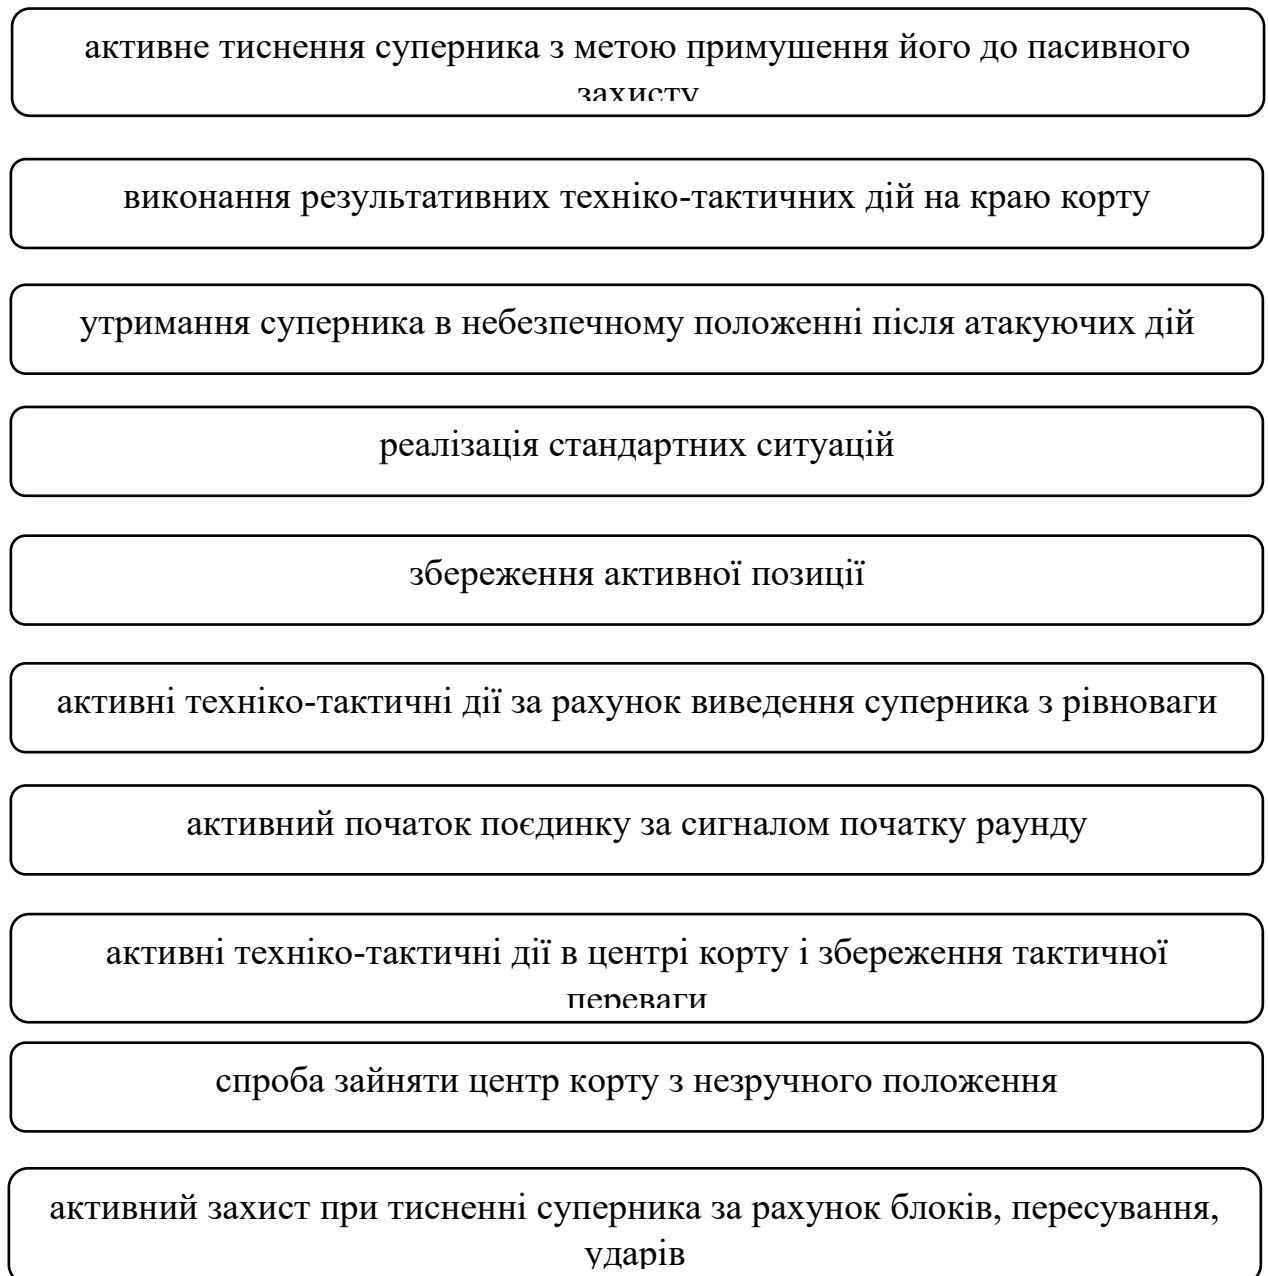 активне тиснення суперника з метою примушення його до пасивного
захисту
виконання результативних техніко-тактичних дій на краю корту
утримання суперника в небезпечному положенні після атакуючих дій
реалізація стандартних ситуацій
збереження активної позиції
активні техніко-тактичні дії за рахунок виведення суперника з рівноваги
активний початок поєдинку за сигналом початку раунду
активні техніко-тактичні дії в центрі корту і збереження тактичної
переваги
спроба зайняти центр корту з незручного положення
активний захист при тисненні суперника за рахунок блоків, пересування,
ударів